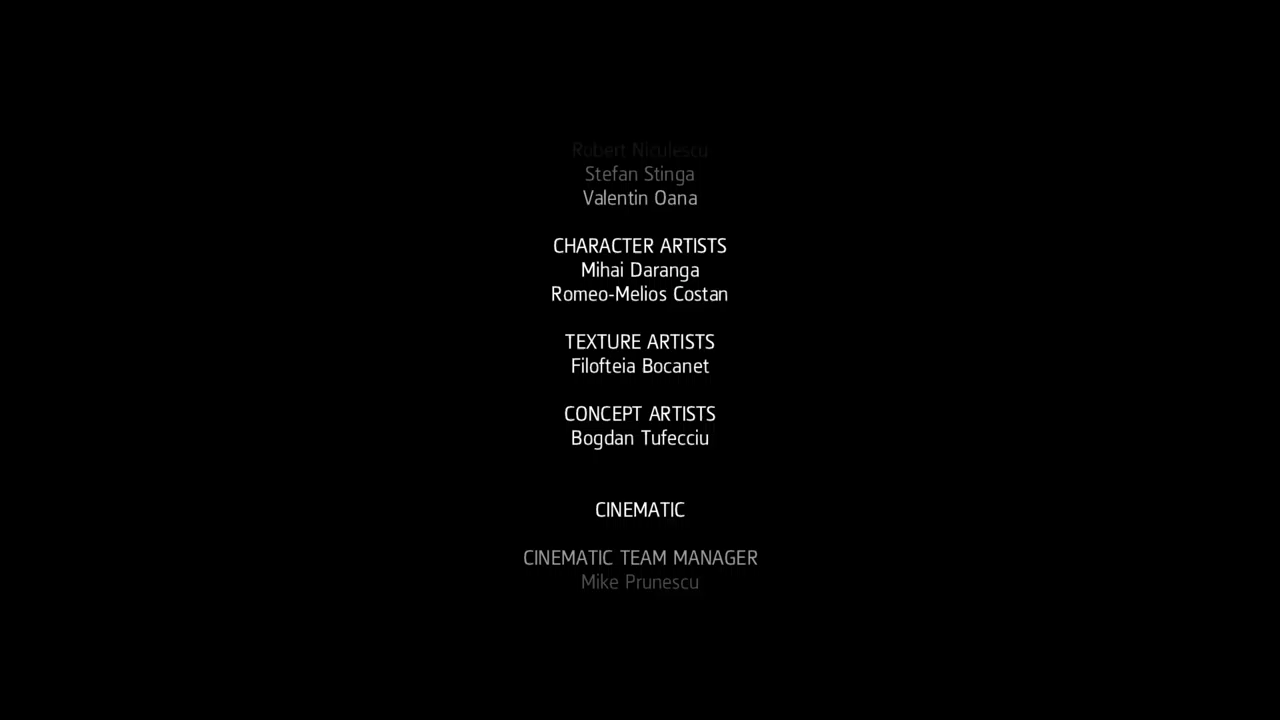 Robert Niculescu
Stefan Stinga
Valentin Oana
CHARACTER ARTISTS
Mihai Daranga
Romeo-Melios Costan
TEXTURE ARTISTS
Filofteia Bocanet
CONCEPT ARTISTS
Bogdan Tufecciu
CINEMATIC
CINEMATIC TEAM MANAGER
Mike Prunescu